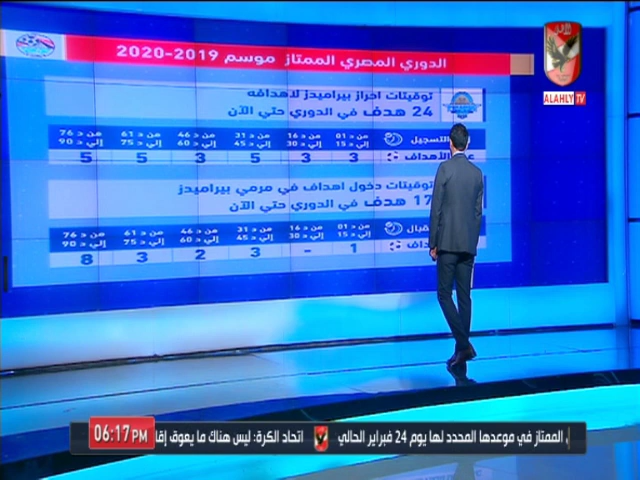 الدوري المصري الممتاز موسم 2019-2020
ALAHLY TV
توقيتات احراز بيراميدز لاهدافه
24 هدف في الدوري حتي الآن
التسجيل من د 01 إلي د 15 من د 16 إلي د 30 من د 31 إلي د 45 من د 46 إلي د 60 من د 61 إلي د 75 من د 76 إلي د 90
الأهداف 3 3 5 3 5 5
توقيتات دخول اهداف في مرمي بيراميدز
17 هدف في الدوري حتي الآن
من د 01 إلي د 15 من د 16 إلي د 30 من د 31 إلي د 45 من د 46 إلي د 60 من د 61 إلي د 75 من د 76 إلي د 90
1 - 3 2 3 8
الممتاز في موعدها المحدد لها يوم 24 فبراير الحالي اتحاد الكرة: ليس هناك ما يعوق
06:17 PM